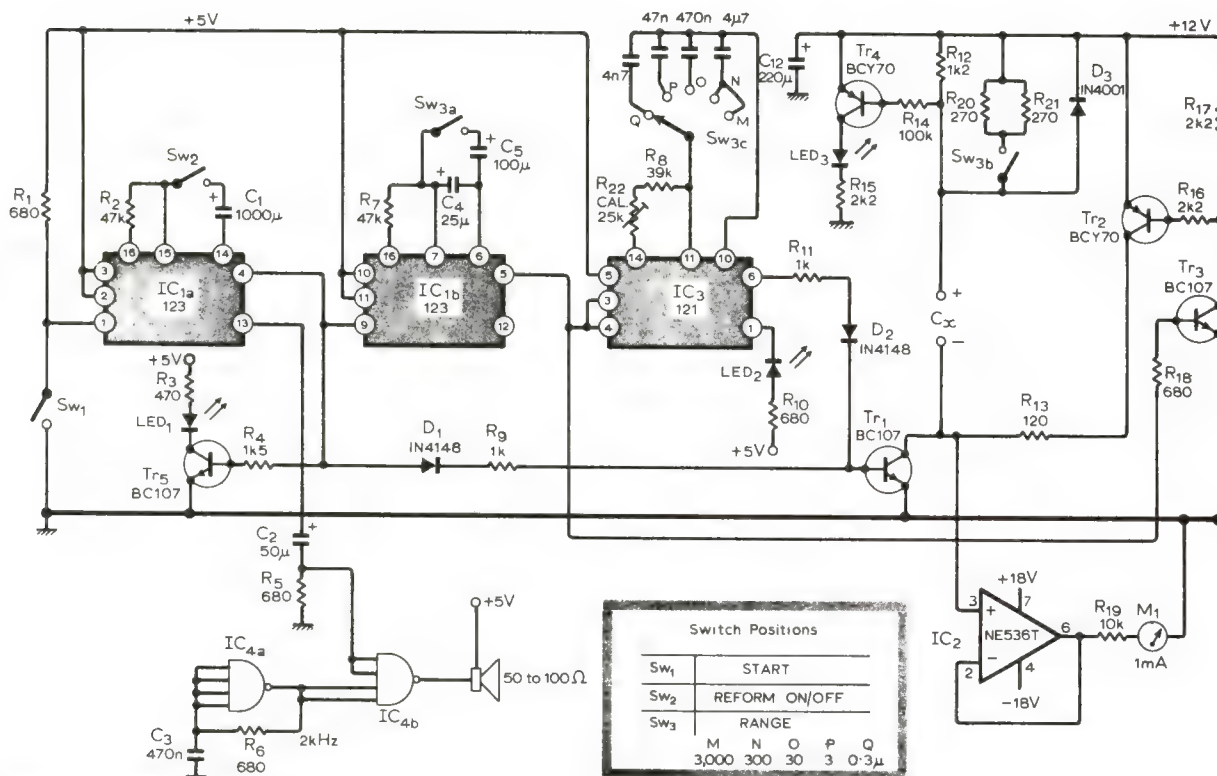 +5V
47n 470n 4µ7
4n7
P
O
N
M
Q
Sw3c
C12
220µ
Tr4
BCY70
R12
1k2
+12V
R20
270
R21
270
D3
IN4001
R17
2k2
R14
100k
LED3
R15
2k2
Sw3b
R16
2k2
Tr2
BCY70
Tr3
BC107
R1
680
Sw2
R2
47k
C1
1000µ
16
15
14
3
2
1
4
13
IC1a
123
Sw3a
C5
100µ
C4
25µ
R7
47k
16
7
6
10
11
9
5
12
IC1b
123
R8
39k
R22
CAL.
25k
14
11
10
5
3
4
6
1
IC3
121
R11
1k
D2
IN4148
LED2
R10
680
+5V
+
Cx
−
R13
120
R18
680
Tr1
BC107
Sw1
+5V
R3
470
LED1
R4
1k5
Tr5
BC107
D1
IN4148
R9
1k
C2
50µ
R5
680
+5V
50 to 100Ω
IC4a
IC4b
C3
470n
R6
680
2kHz
Switch Positions
Sw1 START
Sw2 REFORM ON/OFF
Sw3 RANGE
M N O P Q
3,000 300 30 3 0·3µ
+18V
IC2
NE536T
3
+
7
6
−
2
4
−18V
R19
10k
M1
1mA